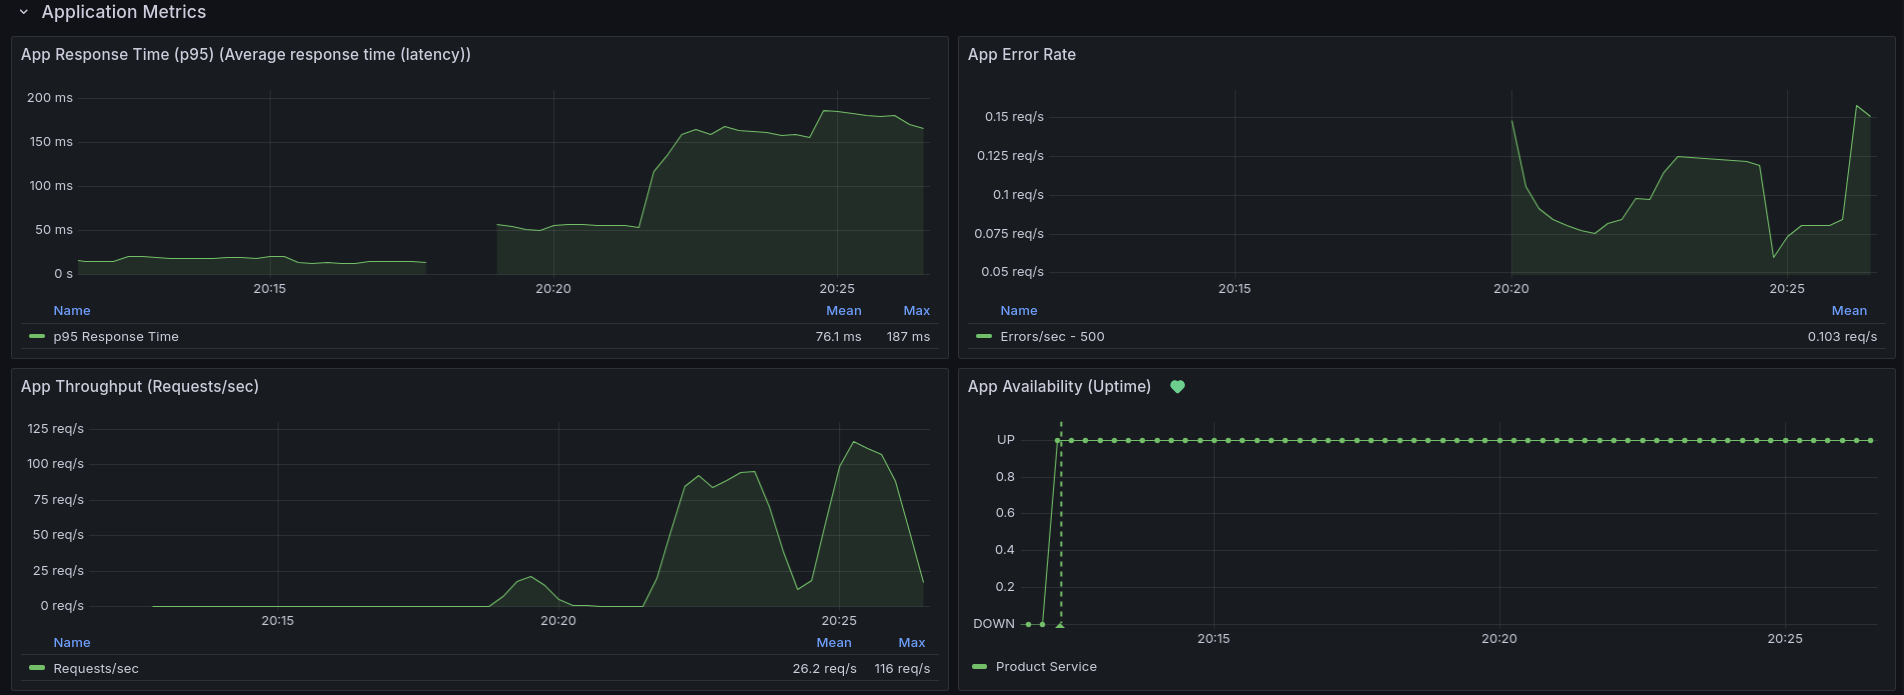 Application Metrics
App Response Time (p95) (Average response time (latency))
200 ms
150 ms
100 ms
50 ms
0 s
20:15 20:20 20:25
Name Mean Max
p95 Response Time 76.1 ms 187 ms
App Error Rate
0.15 req/s
0.125 req/s
0.1 req/s
0.075 req/s
0.05 req/s
20:15 20:20 20:25
Name Mean
Errors/sec - 500 0.103 req/s
App Throughput (Requests/sec)
125 req/s
100 req/s
75 req/s
50 req/s
25 req/s
0 req/s
20:15 20:20 20:25
Name Mean Max
Requests/sec 26.2 req/s 116 req/s
App Availability (Uptime)
UP
0.8
0.6
0.4
0.2
DOWN
20:15 20:20 20:25
Product Service